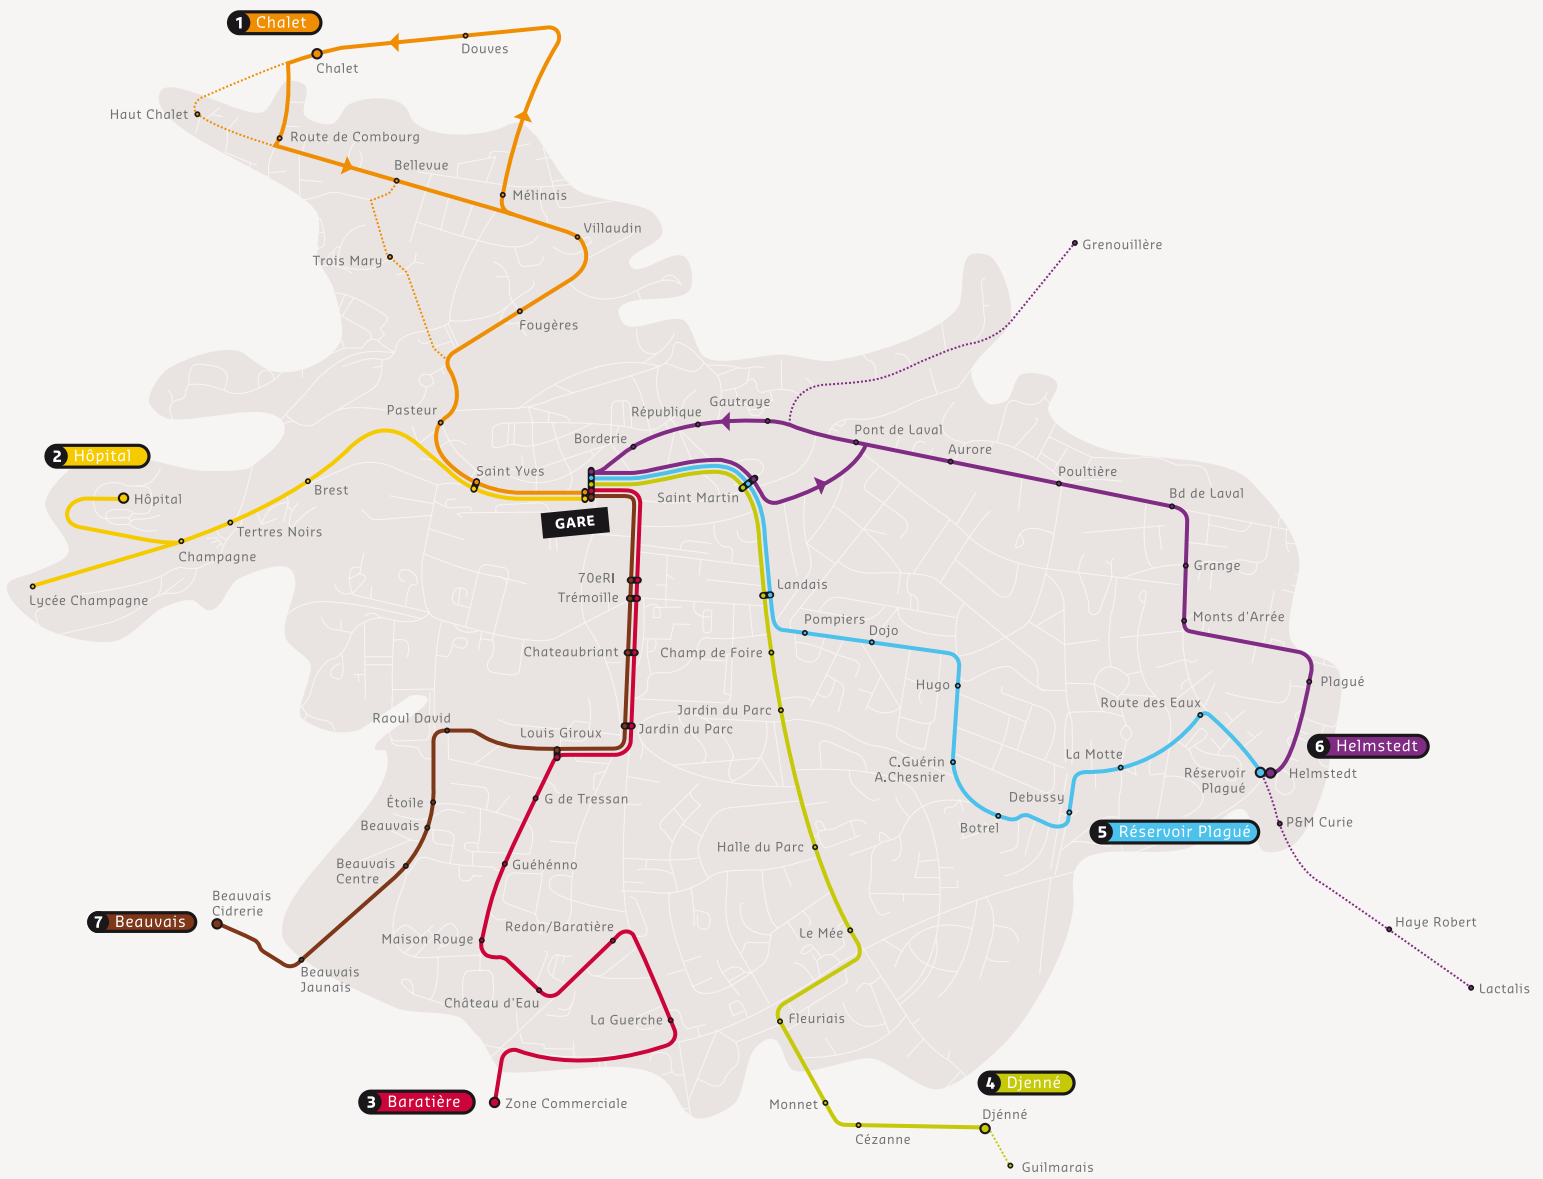 1 Chalet
Douves
Chalet
Haut Chalet
Route de Combourg
Bellevue
Mélinais
Villaudin
Trois Mary
Grenouillère
Fougères
Pasteur
République
Gautraye
Borderie
Pont de Laval
Aurore
Poultière
Bd de Laval
2 Hôpital
Saint Yves
Saint Martin
Brest
Hôpital
GARE
Tertres Noirs
Champagne
Lycée Champagne
Grange
Monts d'Arrée
70eRI
Trémoille
Landais
Pompiers
Dojo
Chateaubriant
Champ de Foire
Hugo
Plagué
Route des Eaux
Raoul David
Louis Giroux
Jardin du Parc
Jardin du Parc
La Motte
6 Helmstedt
C.Guérin
A.Chesnier
Réservoir
Plagué
Helmstedt
Étoile
G de Tressan
Debussy
Beauvais
Botrel
5 Réservoir Plagué
P&M Curie
Halle du Parc
Beauvais
Centre
Guéhénno
Beauvais
Cidrerie
7 Beauvais
Redon/Baratière
Maison Rouge
Le Mée
Haye Robert
Beauvais
Jaunais
Château d'Eau
Lactalis
La Guerche
Fleuriais
4 Djenné
3 Baratière
Zone Commerciale
Monnet
Djénné
Cézanne
Guilmarais